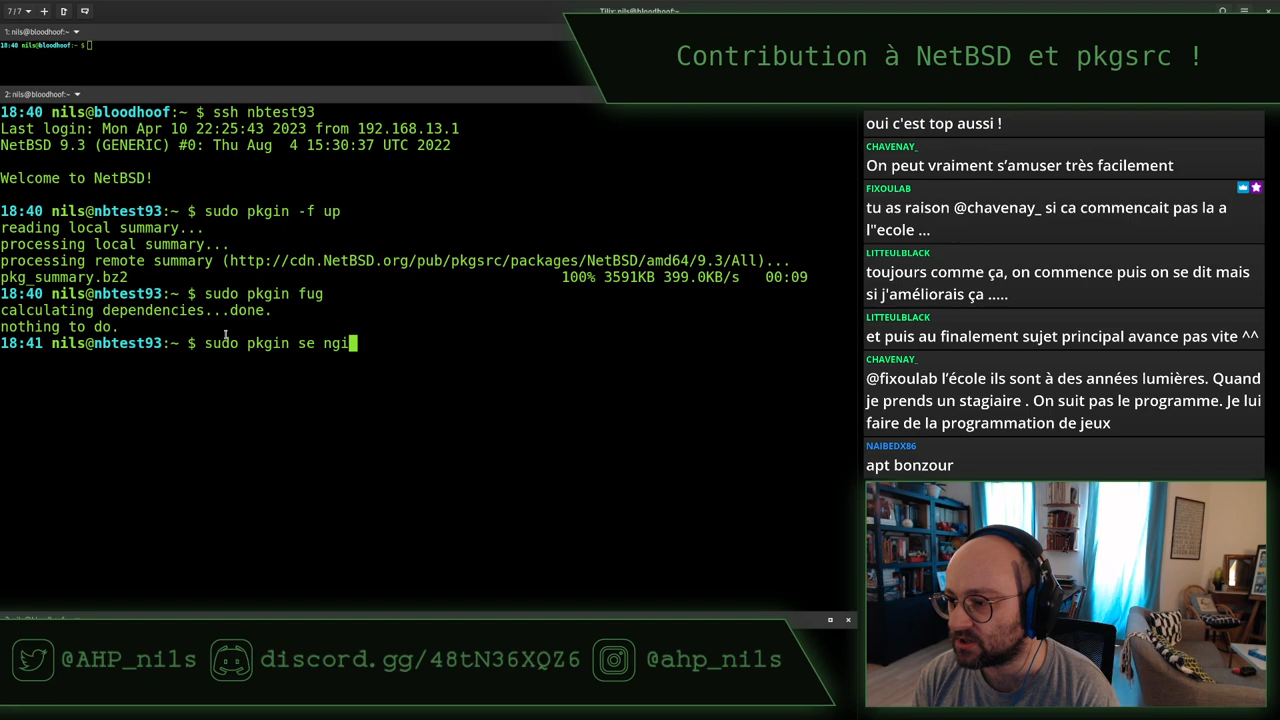 7/7
Tilix: nils@bloodhoof:~
1: nils@bloodhoof:~
18:40 nils@bloodhoof:~ $
Contribution à NetBSD et pkgsrc !
2: nils@bloodhoof:~
18:40 nils@bloodhoof:~ $ ssh nbtest93
Last login: Mon Apr 10 22:25:43 2023 from 192.168.13.1
NetBSD 9.3 (GENERIC) #0: Thu Aug  4 15:30:37 UTC 2022
Welcome to NetBSD!
18:40 nils@nbtest93:~ $ sudo pkgin -f up
reading local summary...
processing local summary...
processing remote summary (http://cdn.NetBSD.org/pub/pkgsrc/packages/NetBSD/amd64/9.3/All)...
pkg_summary.bz2 100% 3591KB 399.0KB/s 00:09
18:40 nils@nbtest93:~ $ sudo pkgin fug
calculating dependencies...done.
nothing to do.
18:41 nils@nbtest93:~ $ sudo pkgin se ngi
oui c'est top aussi !
CHAVENAY_
On peut vraiment s’amuser très facilement
FIXOULAB
tu as raison @chavenay_ si ca commencait pas la a
l"ecole ...
LITTEULBLACK
toujours comme ça, on commence puis on se dit mais
si j'améliorais ça .....
LITTEULBLACK
et puis au finalement sujet principal avance pas vite ^^
CHAVENAY_
@fixoulab l’école ils sont à des années lumières. Quand
je prends un stagiaire . On suit pas le programme. Je lui
faire de la programmation de jeux
NAIBEDX86
apt bonzour
@AHP_nils
discord.gg/48tN36XQZ6
@ahp_nils